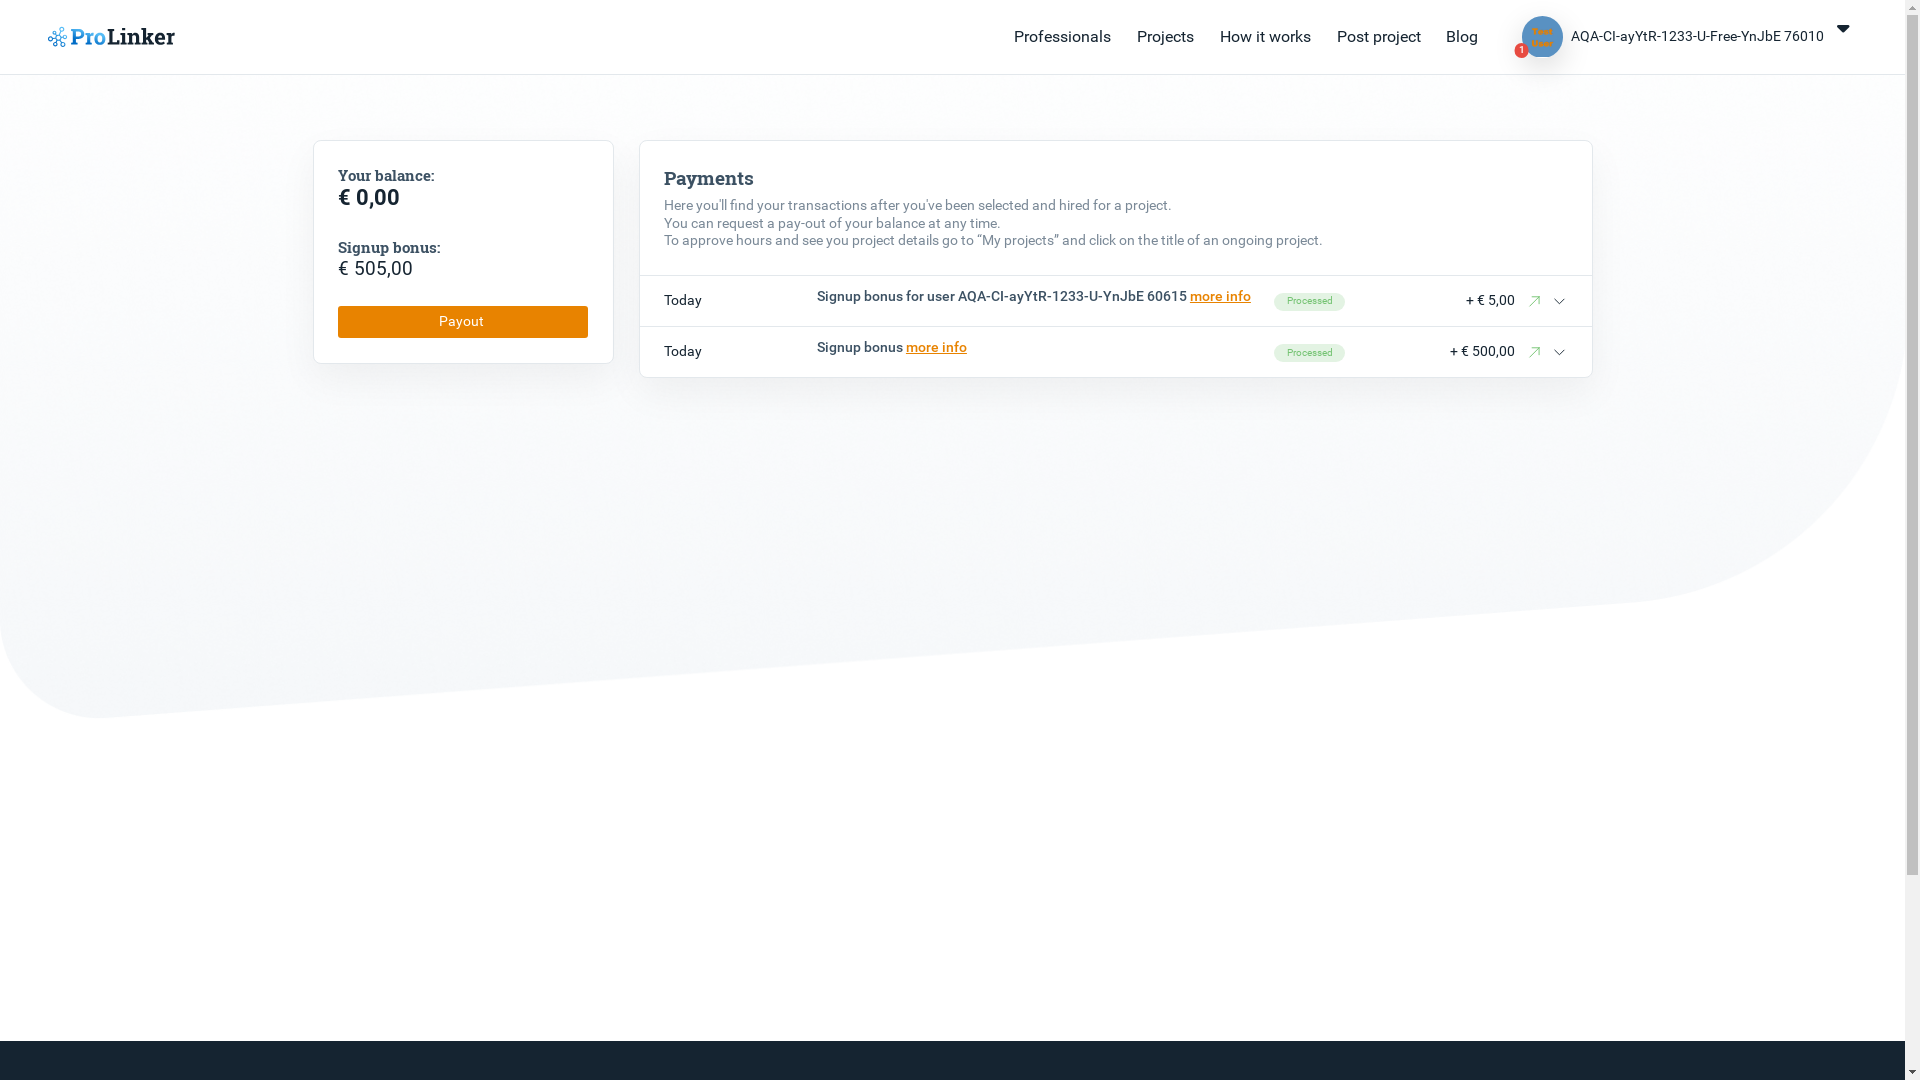 ProLinker
Professionals
Projects
How it works
Post project
Blog
Test User
1
AQA-CI-ayYtR-1233-U-Free-YnJbE 76010
Your balance:
€ 0,00
Signup bonus:
€ 505,00
Payout
Payments
Here you'll find your transactions after you've been selected and hired for a project.
You can request a pay-out of your balance at any time.
To approve hours and see you project details go to “My projects” and click on the title of an ongoing project.
Today Signup bonus for user AQA-CI-ayYtR-1233-U-YnJbE 60615 more info Processed + € 5,00
Today Signup bonus more info Processed + € 500,00